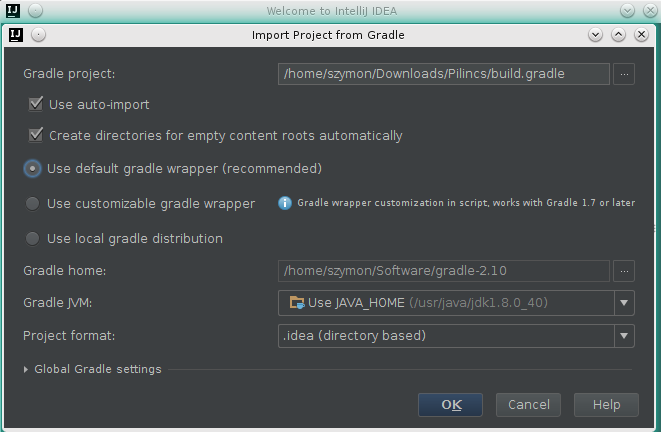 IJ Welcome to IntelliJ IDEA
IJ Import Project from Gradle
Gradle project: /home/szymon/Downloads/Pilincs/build.gradle ...
Use auto-import
Create directories for empty content roots automatically
Use default gradle wrapper (recommended)
Use customizable gradle wrapper i Gradle wrapper customization in script, works with Gradle 1.7 or later
Use local gradle distribution
Gradle home: /home/szymon/Software/gradle-2.10 ...
Gradle JVM: Use JAVA_HOME (/usr/java/jdk1.8.0_40)
Project format: .idea (directory based)
Global Gradle settings
OK Cancel Help